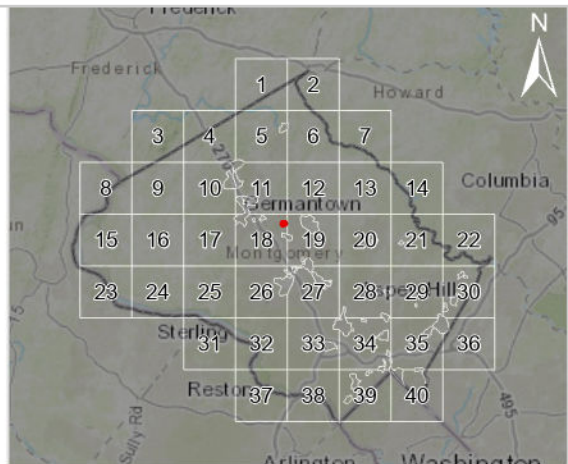 Frederick
N
Frederick
1 2
Howard
3 4 5 6 7
270
8 9 10 11 12 13 14
Columbia
Germantown
95
15 16 17 18 19 20 21 22
Montgomery
23 24 25 26 27 28 29 30
Aspen Hill
15
Sterling
31 32 33 34 35 36
Reston
37 38 39 40
495
Sully Rd
Arlington Washington